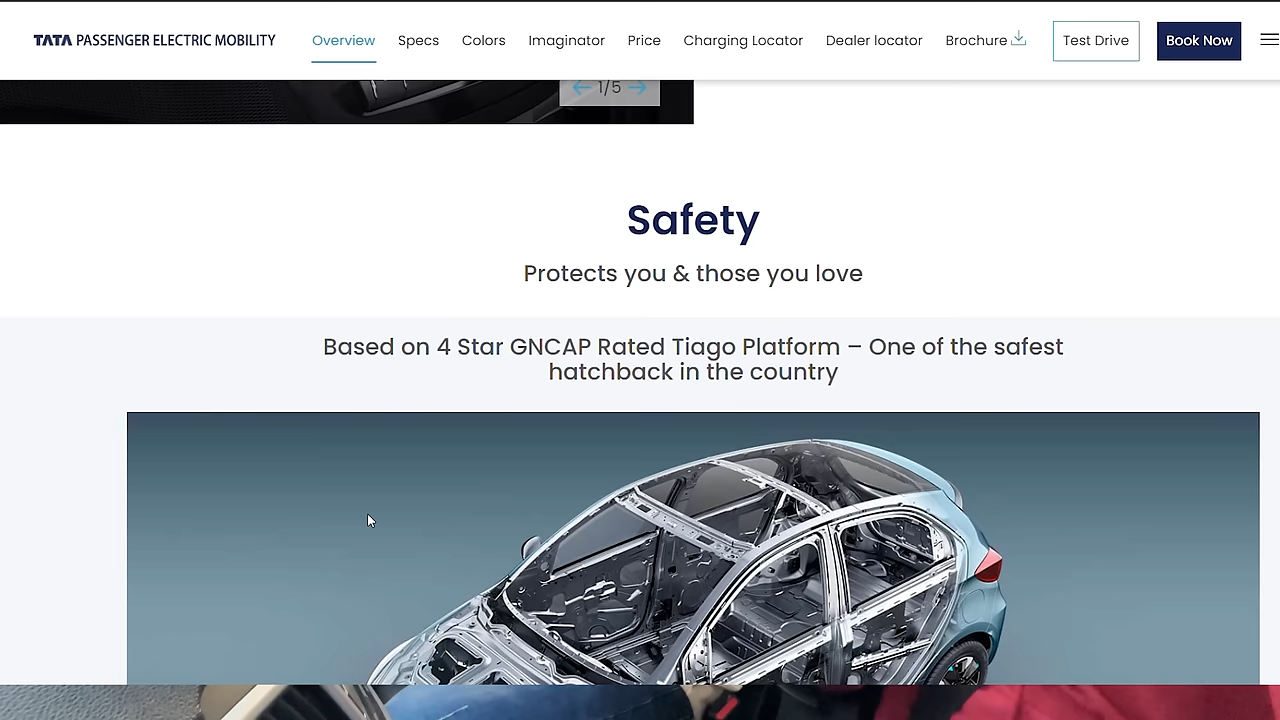 TATA PASSENGER ELECTRIC MOBILITY
Overview
Specs
Colors
Imaginator
Price
Charging Locator
Dealer locator
Brochure
Test Drive
Book Now
1/5
Safety
Protects you & those you love
Based on 4 Star GNCAP Rated Tiago Platform – One of the safest
hatchback in the country